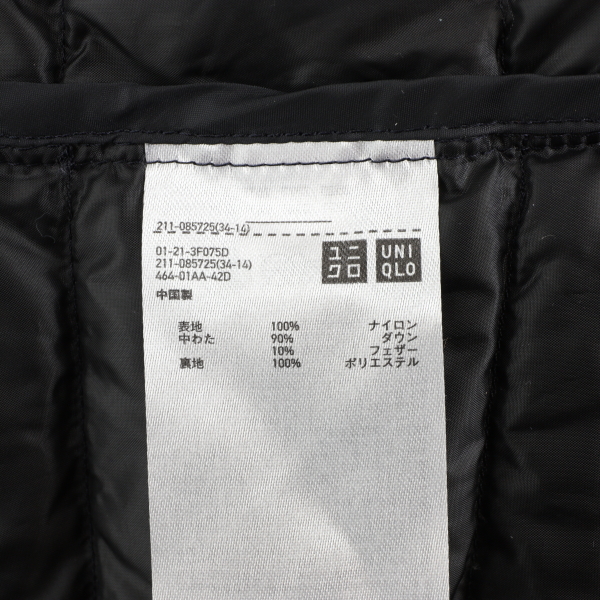 211-085725(34-14)
01-21-3F075D
211-085725(34-14)
464-01AA-42D
中国製
ユニ
クロ
UNI
QLO
表地 100% ナイロン
中わた 90% ダウン
10% フェザー
裏地 100% ポリエステル